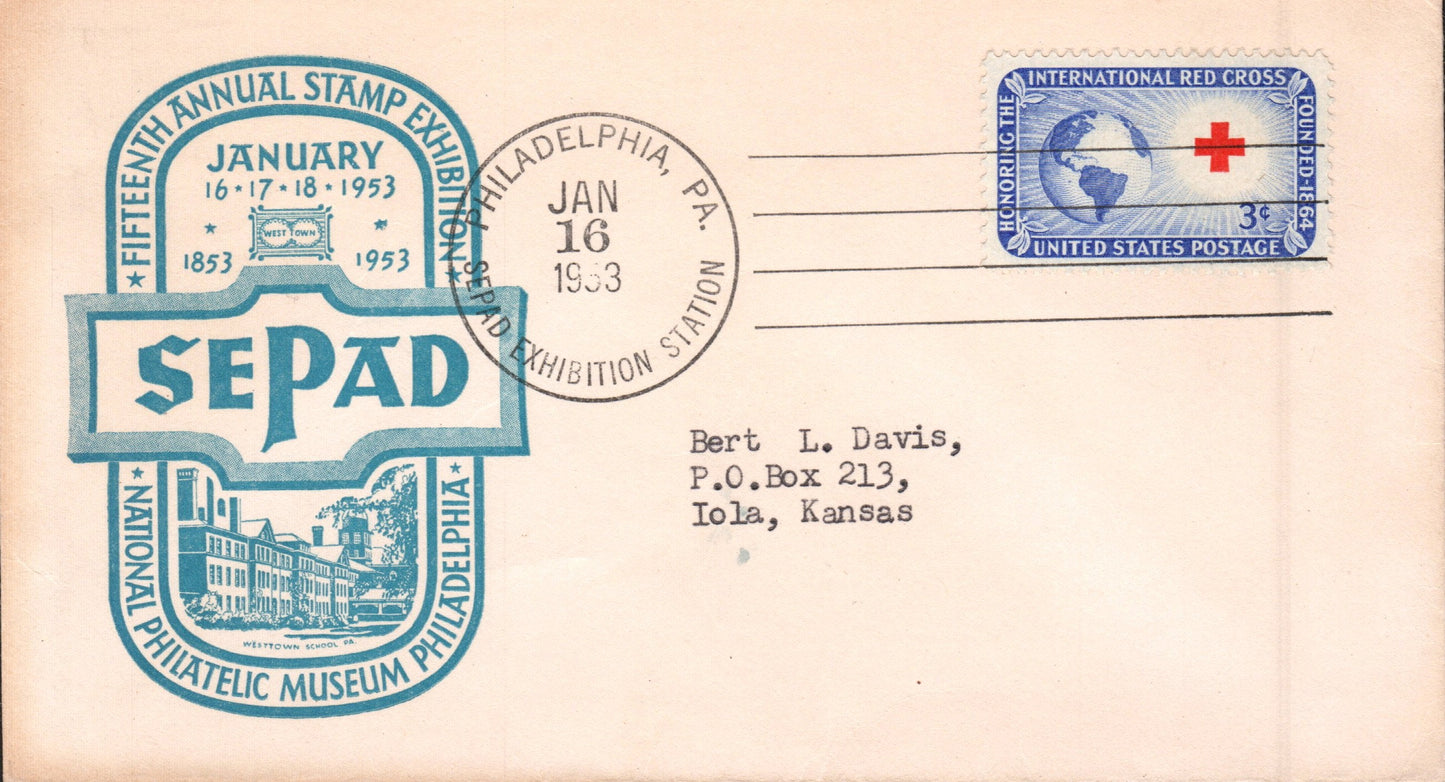 ★ FIFTEENTH ANNUAL STAMP EXHIBITION ★
JANUARY
16 ★ 17 ★ 18 ★ 1953
WEST TOWN
1853 1953
SEPAD
WESTTOWN SCHOOL PA.
★ NATIONAL PHILATELIC MUSEUM PHILADELPHIA ★
PHILADELPHIA, PA.
JAN
16
1953
SEPAD EXHIBITION STATION
INTERNATIONAL RED CROSS
HONORING THE
FOUNDED-1864
3¢
UNITED STATES POSTAGE
Bert L. Davis,
P.O.Box 213,
Iola, Kansas